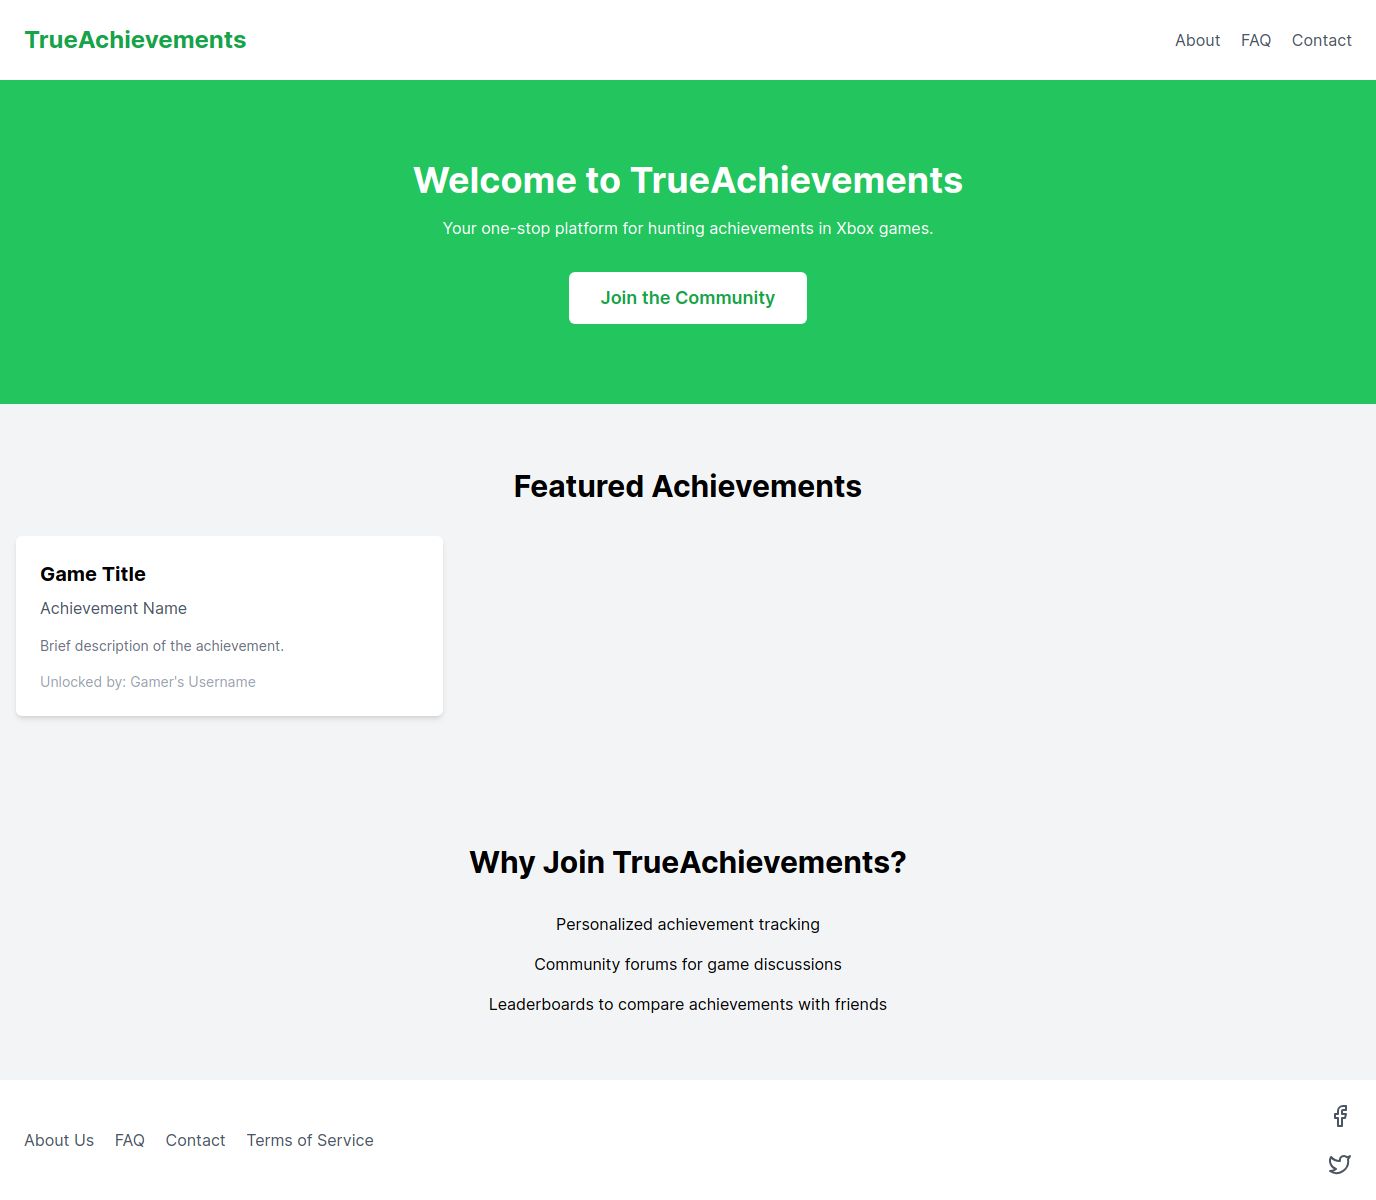 TrueAchievements
About FAQ Contact
Welcome to TrueAchievements
Your one-stop platform for hunting achievements in Xbox games.
Join the Community
Featured Achievements
Game Title
Achievement Name
Brief description of the achievement.
Unlocked by: Gamer's Username
Why Join TrueAchievements?
Personalized achievement tracking
Community forums for game discussions
Leaderboards to compare achievements with friends
About Us FAQ Contact Terms of Service